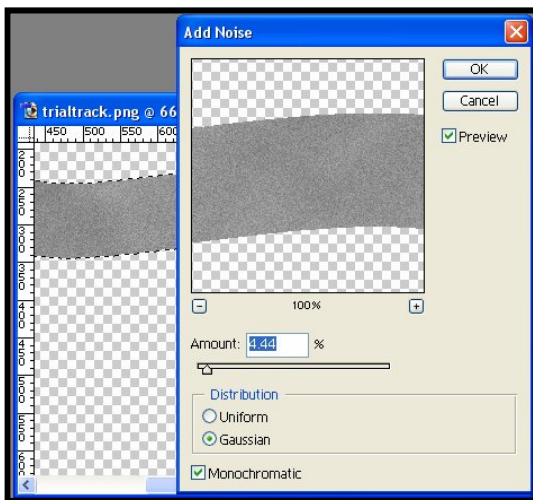 Add Noise
OK
Cancel
Preview
trialtrack.png @ 66
450 500 550 600
200
250
300
350
400
450
500
550
600
100%
Amount: 4.44 %
Distribution
Uniform
Gaussian
Monochromatic